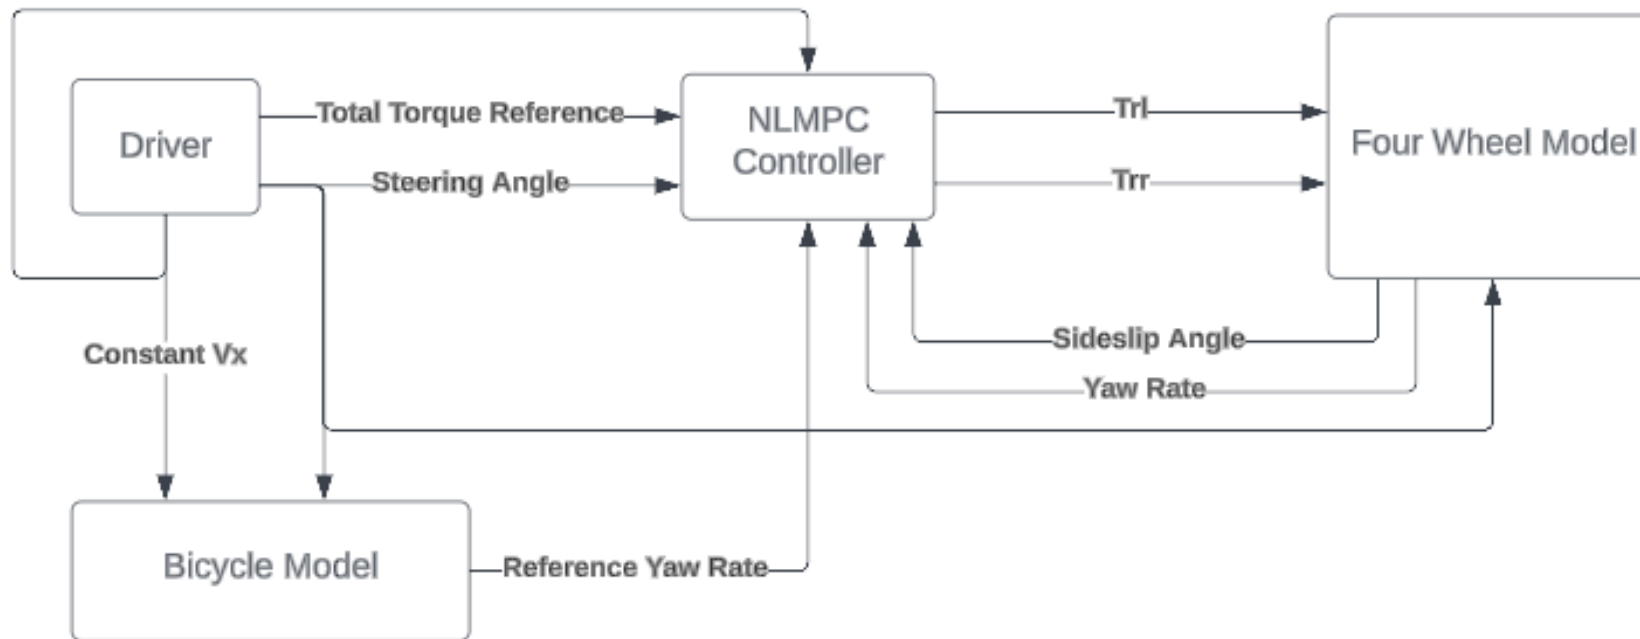 Driver
Total Torque Reference
Steering Angle
NLMPC
Controller
Trl
Trr
Four Wheel Model
Sideslip Angle
Yaw Rate
Constant Vx
Bicycle Model
Reference Yaw Rate